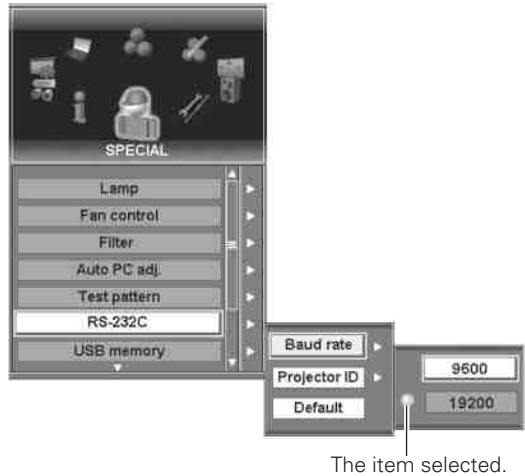 SPECIAL
Lamp
Fan control
Filter
Auto PC adj.
Test pattern
RS-232C
USB memory
Baud rate
Projector ID
Default
9600
19200
The item selected.